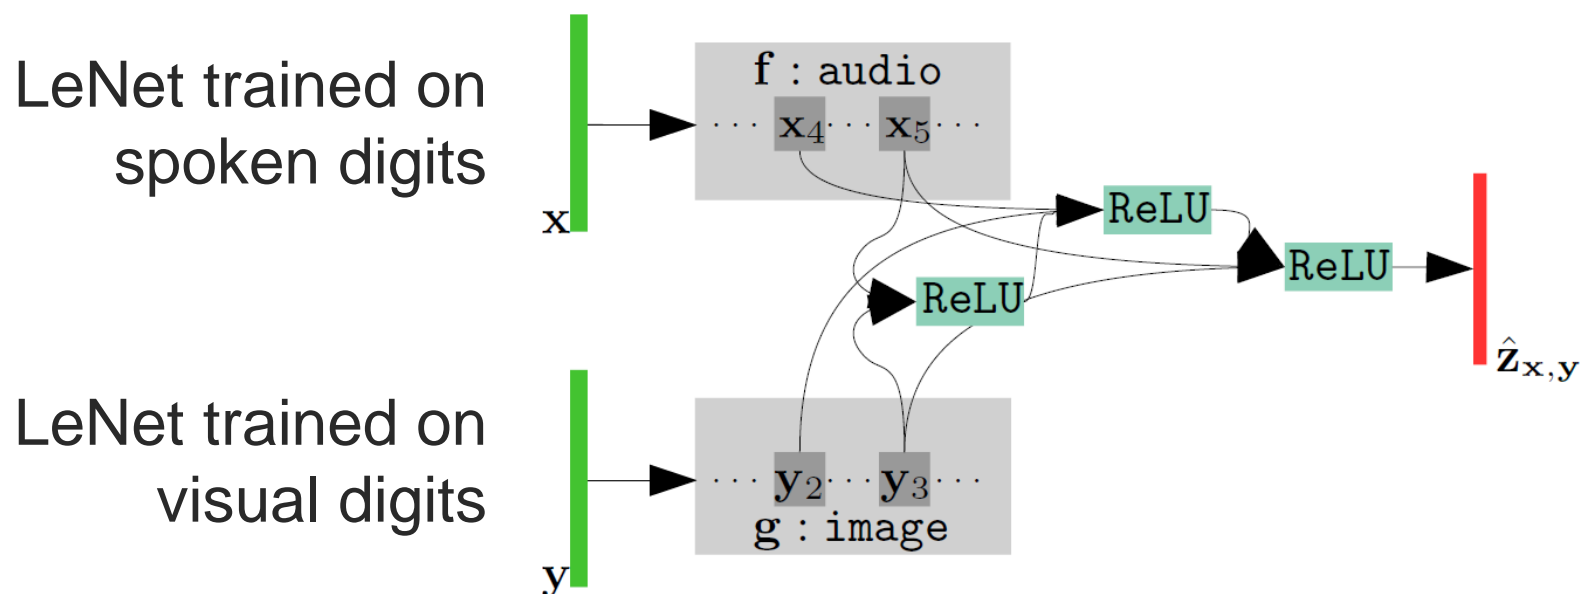 LeNet trained on
spoken digits
x
f : audio
··· x₄ ··· x₅ ···
ReLU
ReLU
ReLU
ẑx,y
LeNet trained on
visual digits
y
··· y₂ ··· y₃ ···
g : image